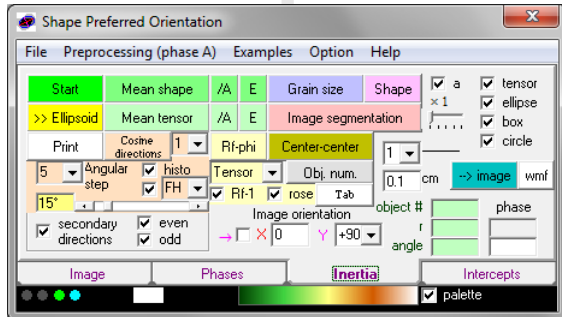 Shape Preferred Orientation
File Preprocessing (phase A) Examples Option Help
Start Mean shape /A E Grain size Shape a tensor
×1 ellipse
>> Ellipsoid Mean tensor /A E Image segmentation box
Print Cosine directions 1 Rf-phi Center-center 1 circle
5 Angular step histo Tensor Obj. num. 0.1 cm --> image wmf
FH Rf-1 rose Tab
15° Image orientation object # phase
secondary directions even → X 0 Y +90 r
odd angle
Image Phases Inertia Intercepts
palette